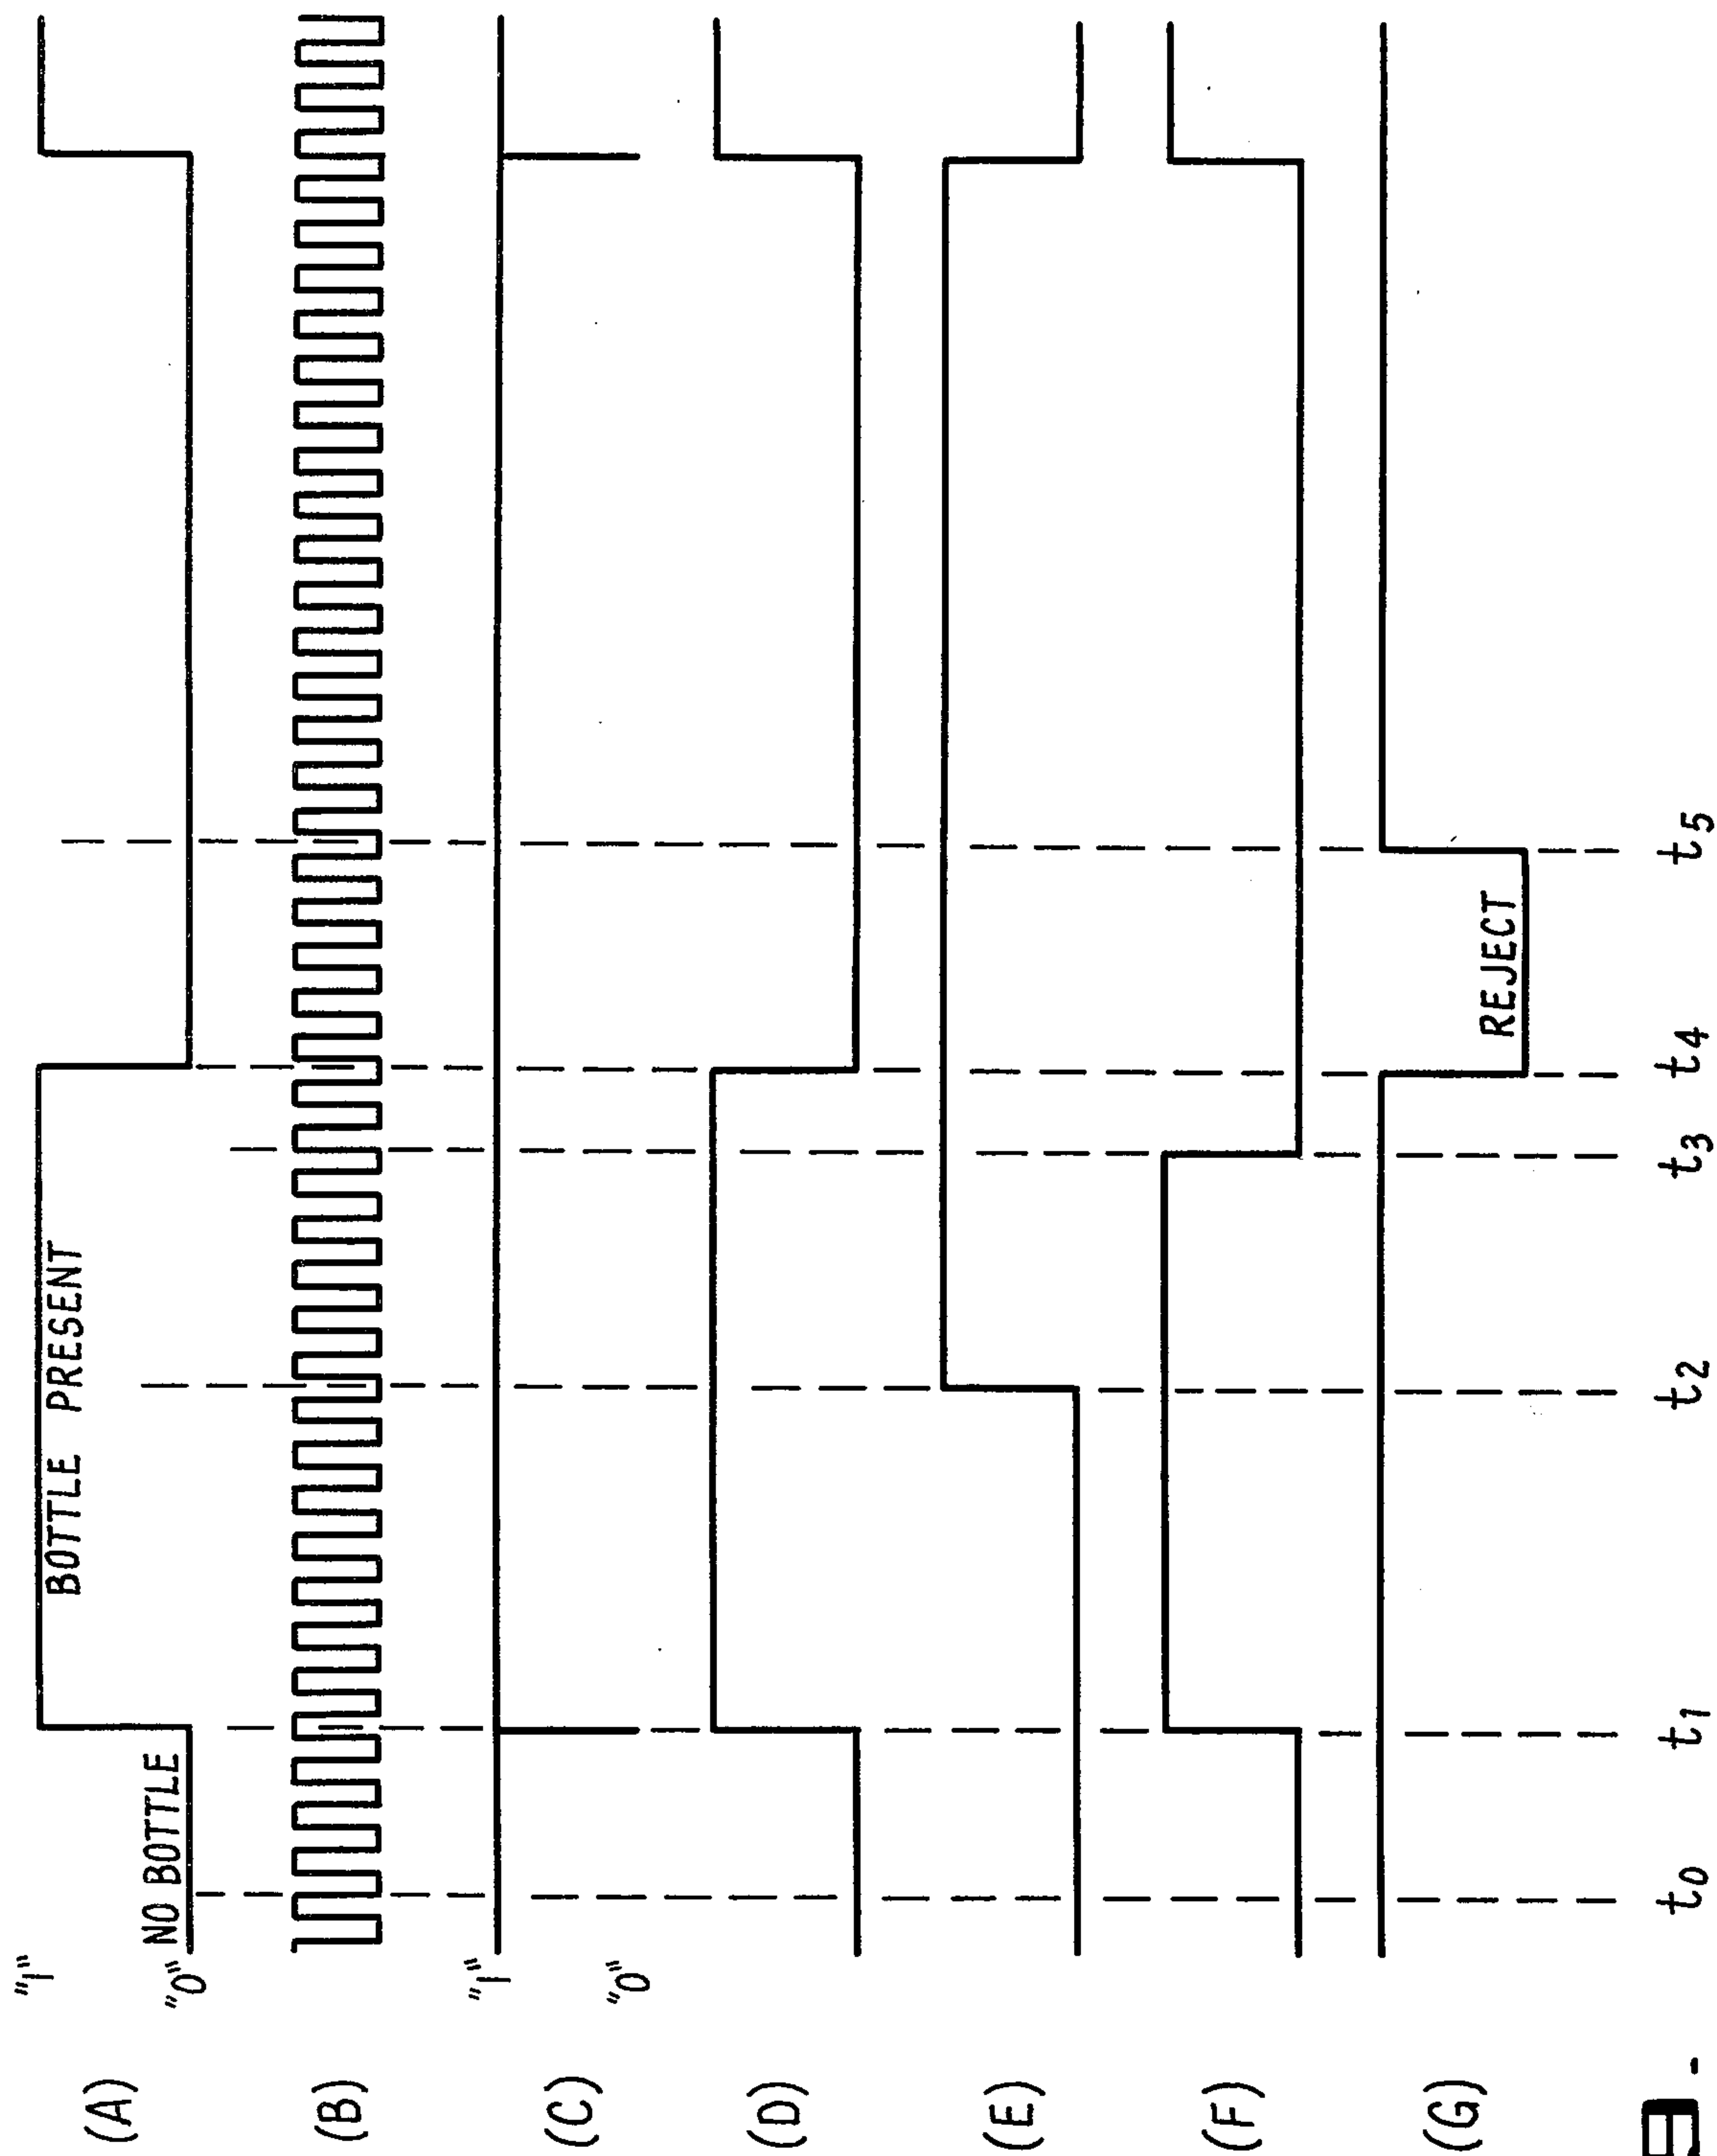 (A) "1"
"0" NO BOTTLE
BOTTLE PRESENT
(B)
(C) "1"
"0"
(D)
(E)
(F)
(G) REJECT
t0 t1 t2 t3 t4 t5